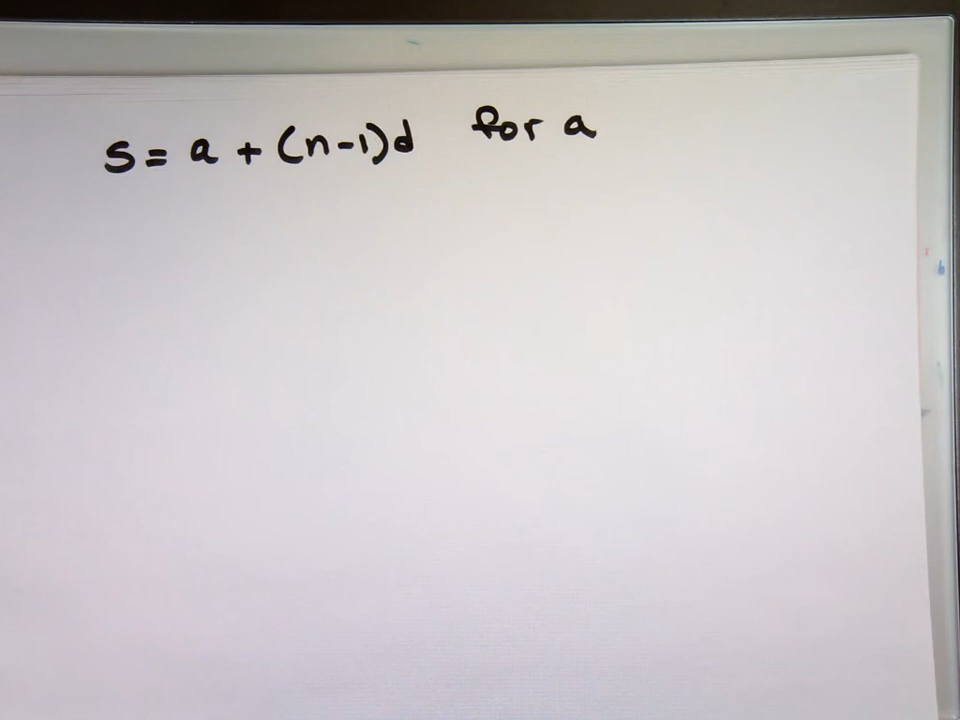 S = a + (n-1)d for a